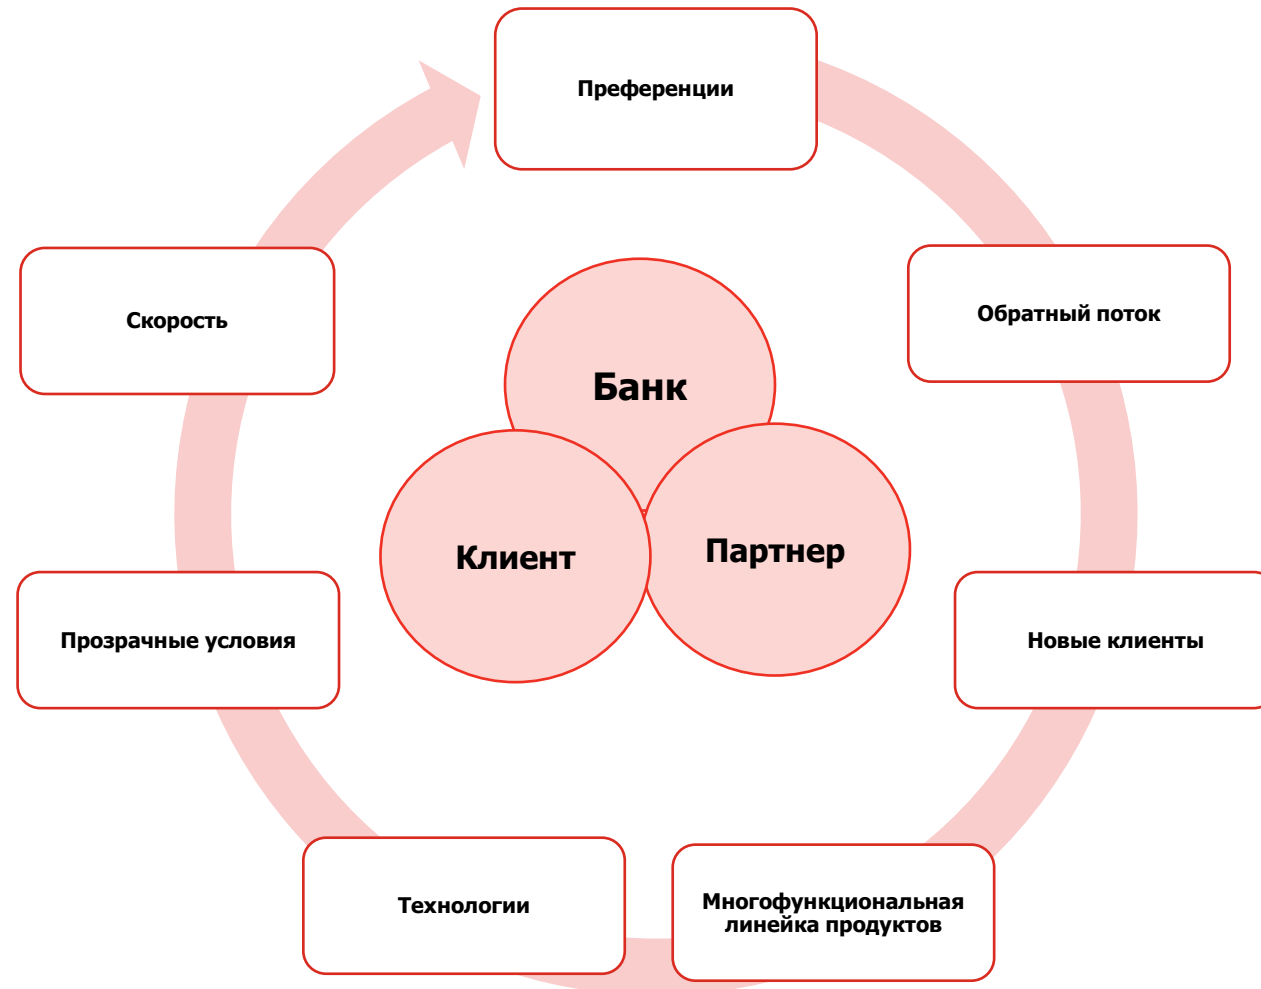 Преференции
Обратный поток
Скорость
Банк
Клиент
Партнер
Новые клиенты
Прозрачные условия
Многофункциональная
линейка продуктов
Технологии